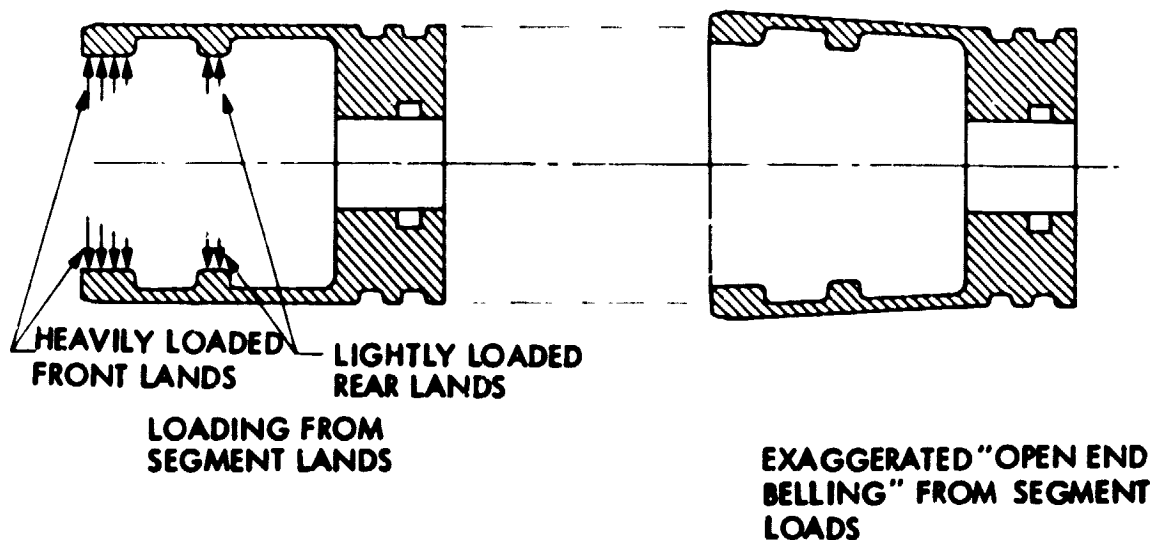 HEAVILY LOADED
FRONT LANDS
LIGHTLY LOADED
REAR LANDS
LOADING FROM
SEGMENT LANDS
EXAGGERATED "OPEN END
BELLING" FROM SEGMENT
LOADS